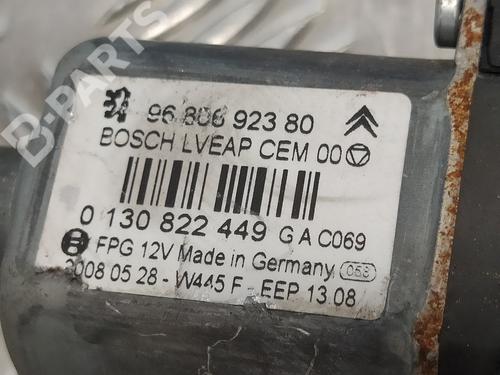 B-PARTS
96 806 923 80
BOSCH LVEAP CEM 00
0 130 822 449 G A C069
FPG 12V Made in Germany 058
2008 05 28 - W445 F - EEP 13.08